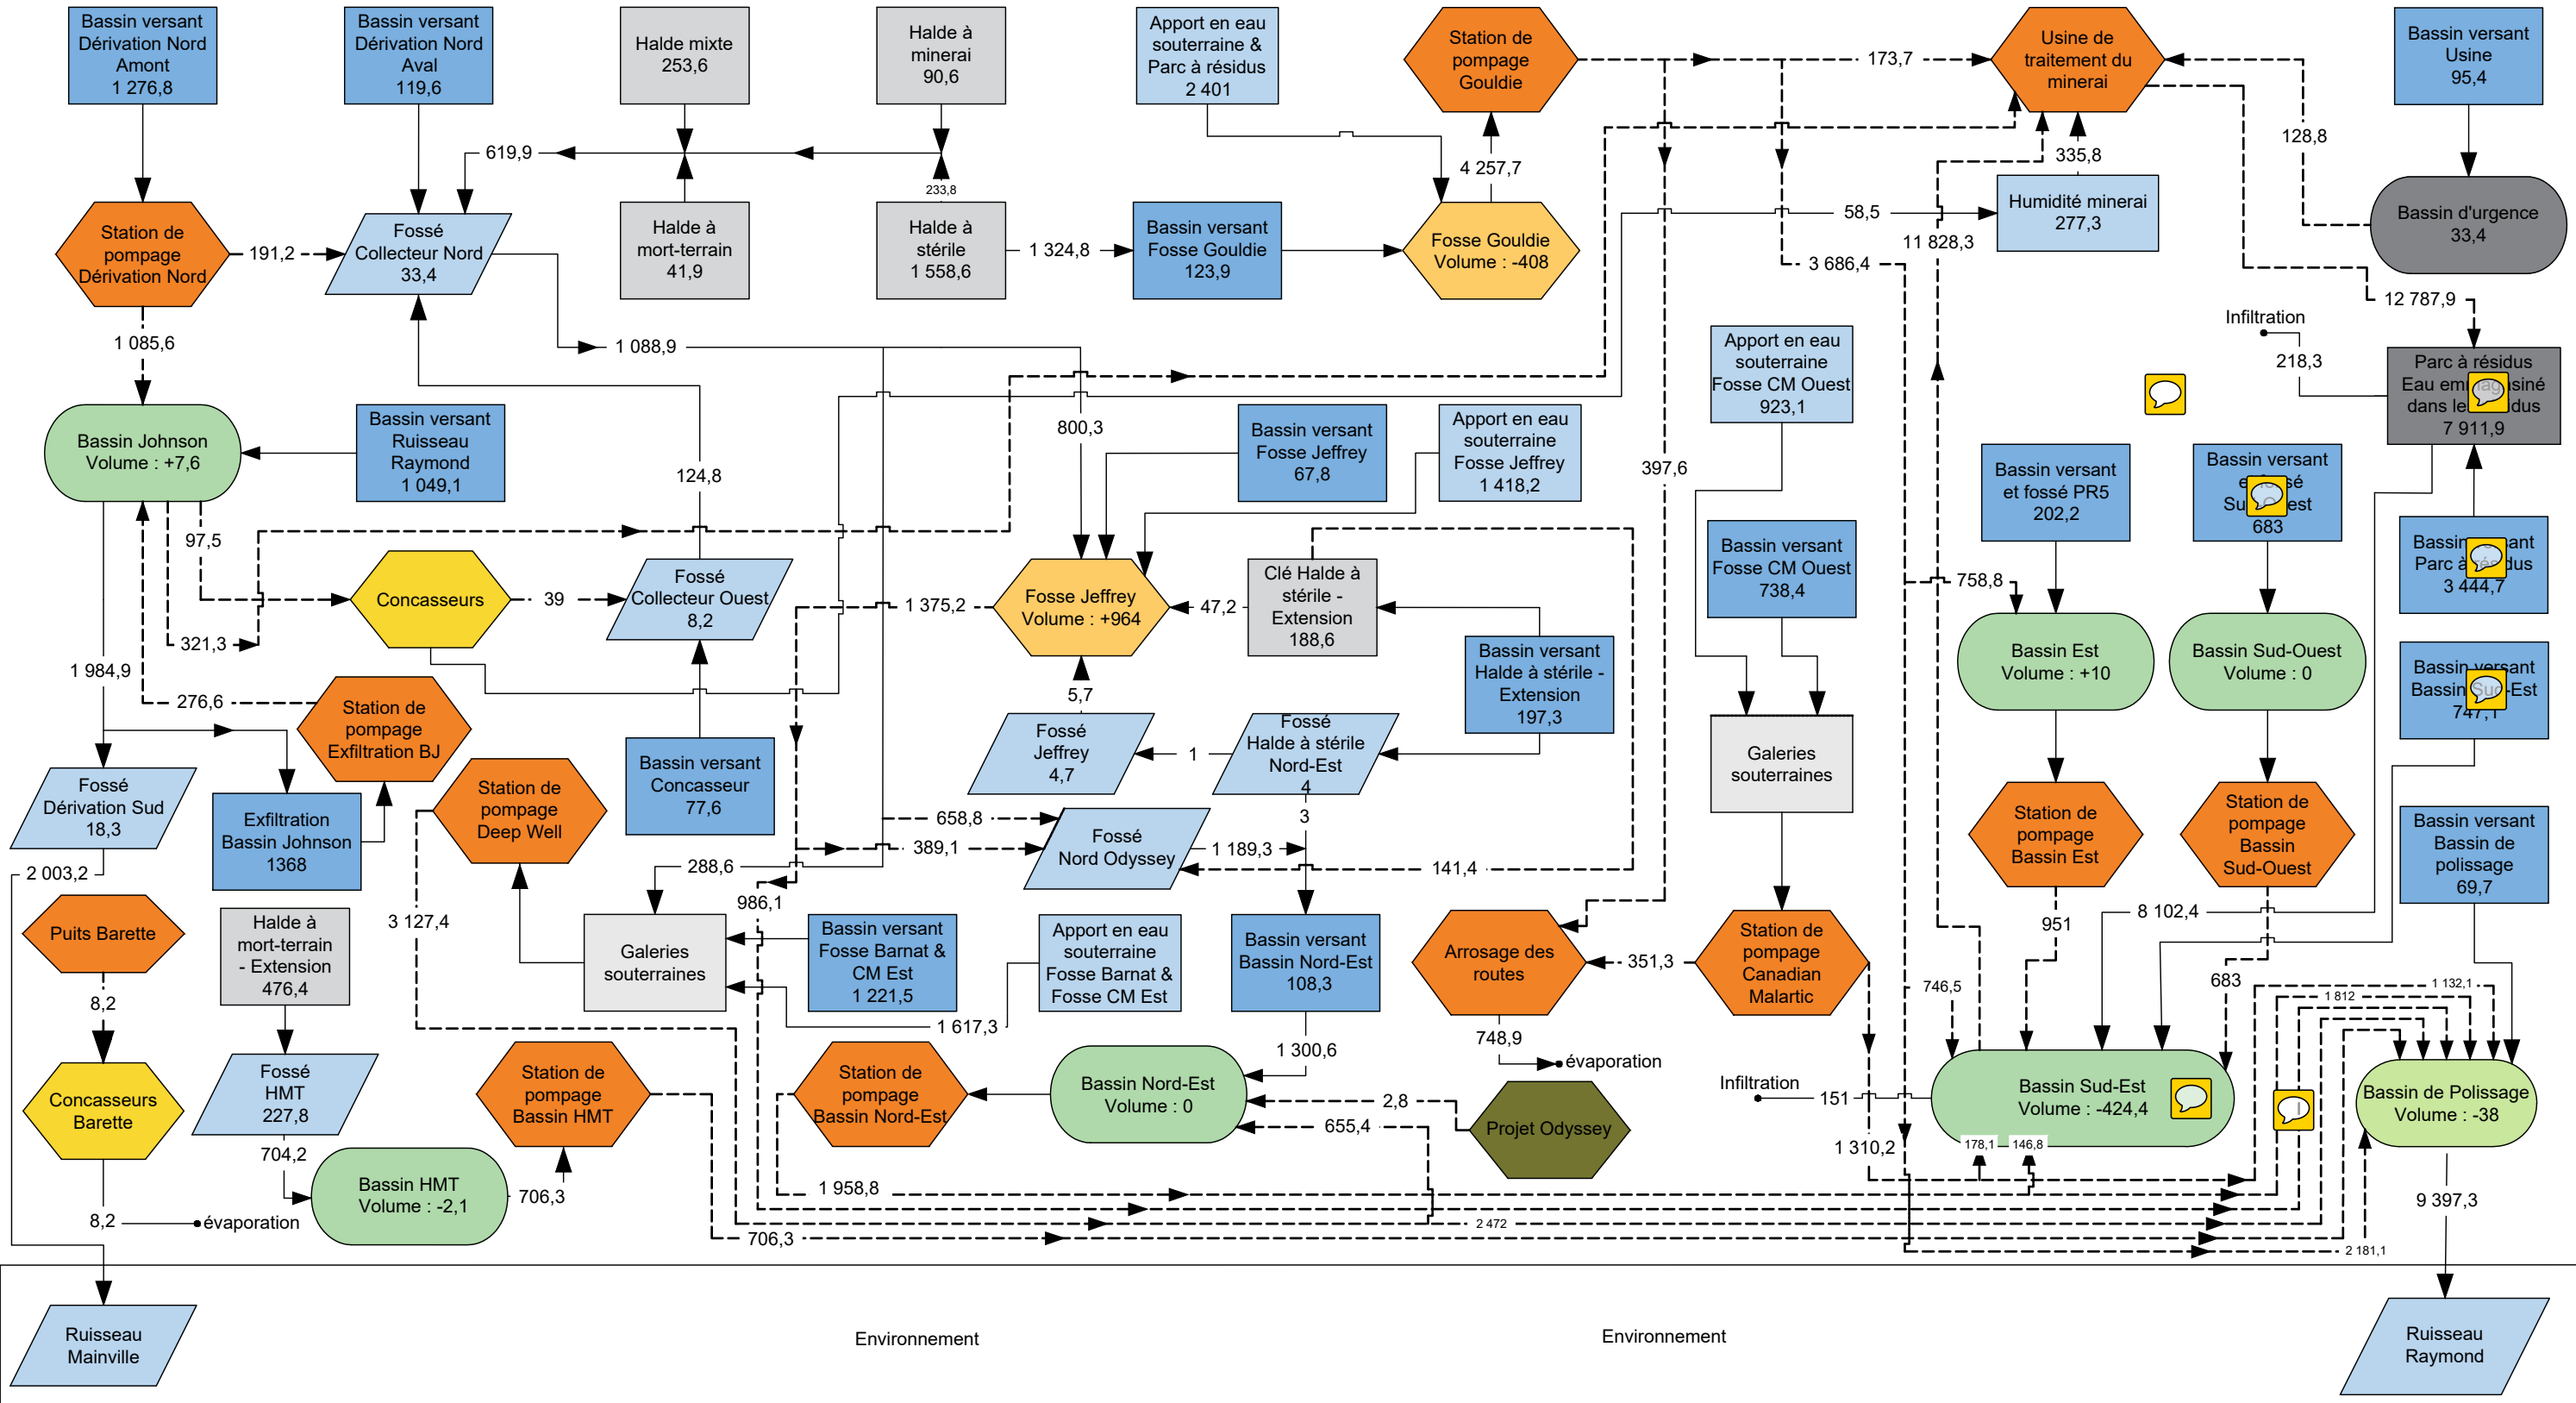 Bassin versant
Dérivation Nord
Amont
1 276,8
Bassin versant
Dérivation Nord
Aval
119,6
Halde mixte
253,6
Halde à
minerai
90,6
Apport en eau
souterraine &
Parc à résidus
2 401
Station de
pompage
Gouldie
173,7
Usine de
traitement du
minerai
Bassin versant
Usine
95,4
128,8
619,9
233,8
4 257,7
335,8
Station de
pompage
Dérivation Nord
191,2
Fossé
Collecteur Nord
33,4
Halde à
mort-terrain
41,9
Halde à
stérile
1 558,6
1 324,8
Bassin versant
Fosse Gouldie
123,9
Fosse Gouldie
Volume : -408
58,5
Humidité minerai
277,3
Bassin d'urgence
33,4
11 828,3
3 686,4
12 787,9
Infiltration
218,3
1 085,6
1 088,9
Apport en eau
souterraine
Fosse CM Ouest
923,1
Parc à résidus
Eau
dans
7 911,9
Bassin Johnson
Volume : +7,6
Bassin versant
Ruisseau
Raymond
1 049,1
800,3
Bassin versant
Fosse Jeffrey
67,8
Apport en eau
souterraine
Fosse Jeffrey
1 418,2
397,6
124,8
Bassin versant
et fossé PR5
202,2
Bassin versant
683
97,5
Bassin versant
Fosse CM Ouest
738,4
Parc à
3 444,7
Concasseurs
39
Fossé
Collecteur Ouest
8,2
1 375,2
Fosse Jeffrey
Volume : +964
47,2
Clé Halde à
stérile -
Extension
188,6
758,8
321,3
1 984,9
Bassin versant
Halde à stérile -
Extension
197,3
Bassin Est
Volume : +10
Bassin Sud-Ouest
Volume : 0
Bassin versant
Bassin Sud-Est
747,1
276,6
Station de
pompage
Exfiltration BJ
5,7
Fossé
Jeffrey
4,7
1
Fossé
Halde à stérile
Nord-Est
4
3
Galeries
souterraines
Fossé
Dérivation Sud
18,3
Exfiltration
Bassin Johnson
1368
Station de
pompage
Deep Well
Bassin versant
Concasseur
77,6
658,8
389,1
Fossé
Nord Odyssey
1 189,3
141,4
288,6
986,1
Station de
pompage
Bassin Est
Station de
pompage
Bassin
Sud-Ouest
Bassin versant
Bassin de
polissage
69,7
2 003,2
Puits Barette
8,2
Halde à
mort-terrain
- Extension
476,4
3 127,4
Galeries
souterraines
Bassin versant
Fosse Barnat &
CM Est
1 221,5
Apport en eau
souterraine
Fosse Barnat &
Fosse CM Est
1 617,3
Bassin versant
Bassin Nord-Est
108,3
Arrosage des
routes
351,3
Station de
pompage
Canadian
Malartic
951
8 102,4
683
746,5
1 132,1
1 812
748,9
évaporation
1 300,6
Concasseurs
Barette
Fossé
HMT
227,8
Station de
pompage
Bassin HMT
Station de
pompage
Bassin Nord-Est
Bassin Nord-Est
Volume : 0
2,8
655,4
Projet Odyssey
Infiltration
151
Bassin Sud-Est
Volume : -424,4
Bassin de Polissage
Volume : -38
1 310,2
178,1
146,8
704,2
Bassin HMT
Volume : -2,1
706,3
1 958,8
8,2
évaporation
2 472
706,3
2 181,1
9 397,3
Ruisseau
Mainville
Environnement
Environnement
Ruisseau
Raymond